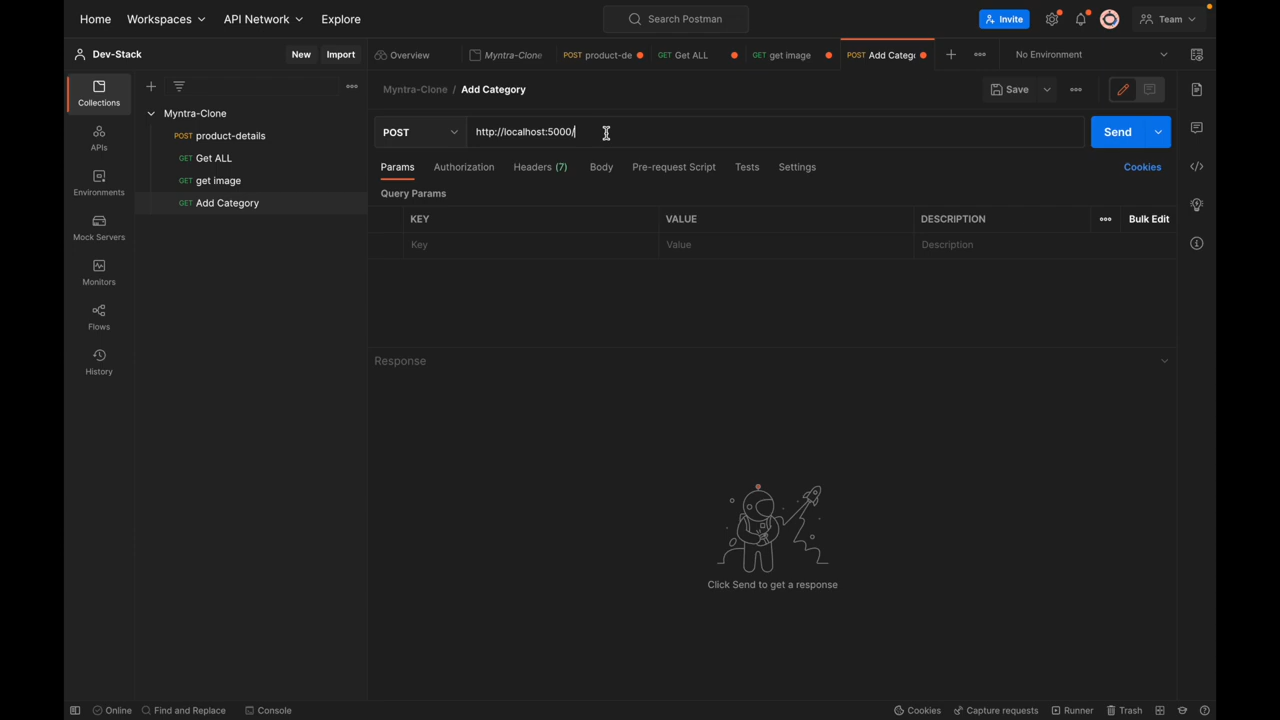 Home Workspaces API Network Explore Search Postman Invite Team
Dev-Stack New Import Overview Myntra-Clone POST product-de GET Get ALL GET get image POST Add Categ No Environment
Collections
APIs
Environments
Mock Servers
Monitors
Flows
History
Myntra-Clone
POST product-details
GET Get ALL
GET get image
GET Add Category
Myntra-Clone / Add Category Save
POST http://localhost:5000/ Send
Params Authorization Headers (7) Body Pre-request Script Tests Settings Cookies
Query Params
KEY VALUE DESCRIPTION Bulk Edit
Key Value Description
Response
Click Send to get a response
Online Find and Replace Console Cookies Capture requests Runner Trash